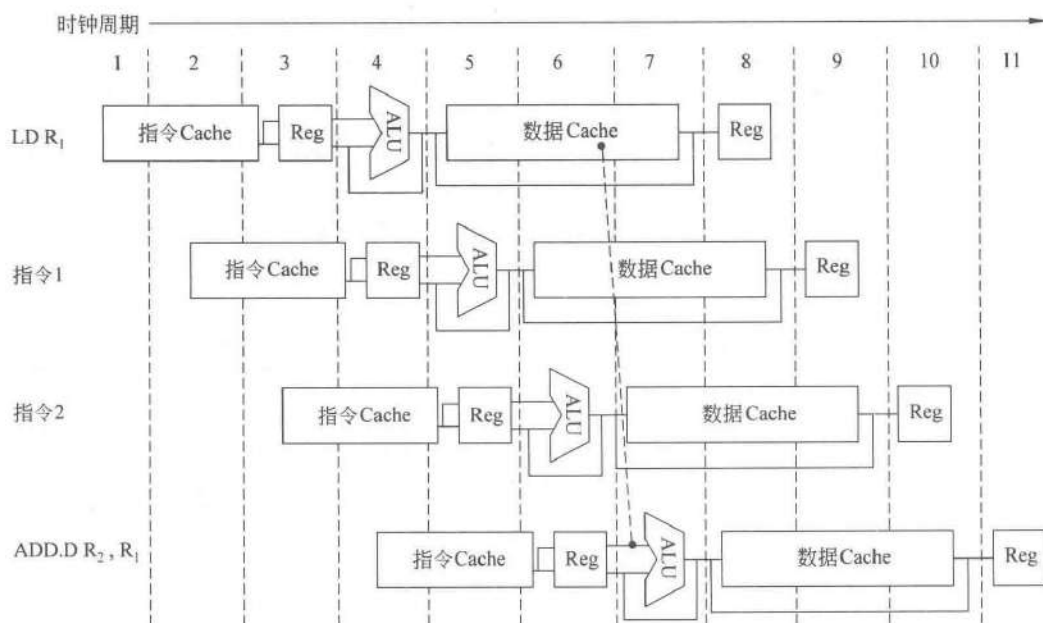 时钟周期
1 2 3 4 5 6 7 8 9 10 11
LD R₁ 指令Cache Reg ALU 数据Cache Reg
指令1 指令Cache Reg ALU 数据Cache Reg
指令2 指令Cache Reg ALU 数据Cache Reg
ADD.D R₂ , R₁ 指令Cache Reg ALU 数据Cache Reg